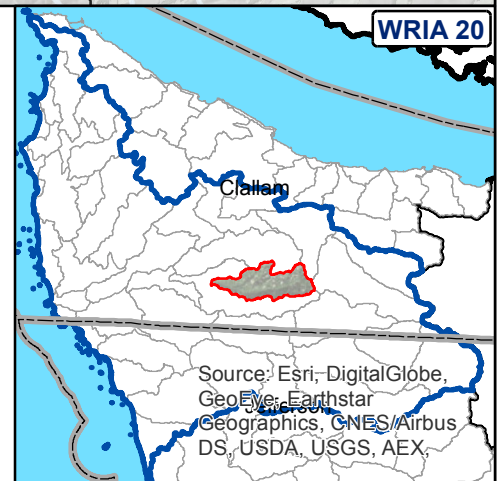 WRIA 20
Clallam
Source: Esri, DigitalGlobe,
GeoEye, Earthstar
Geographics, CNES/Airbus
DS, USDA, USGS, AEX,